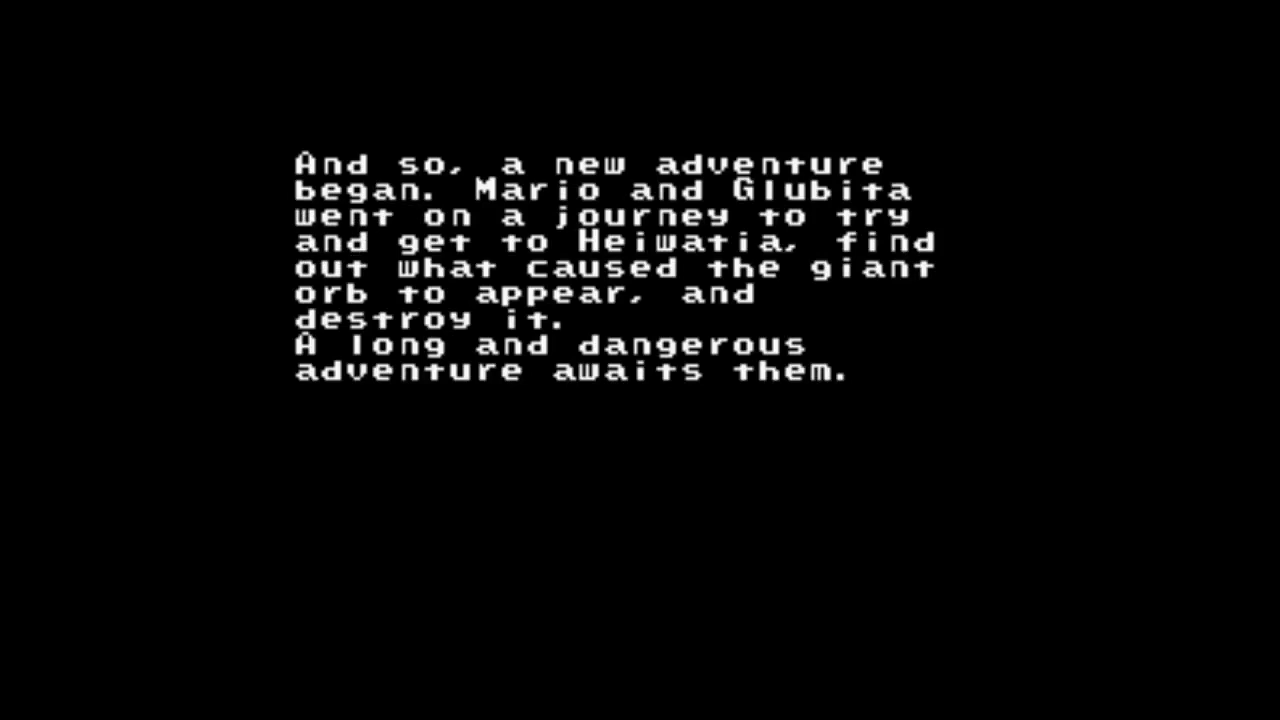 And so, a new adventure
began. Mario and Glubita
went on a journey to try
and get to Heiwatia, find
out what caused the giant
orb to appear, and
destroy it.
A long and dangerous
adventure awaits them.